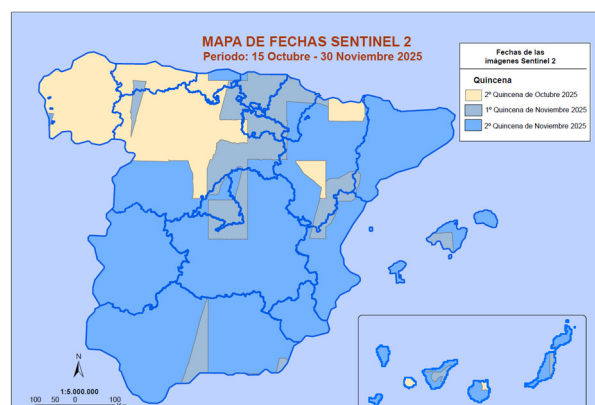 MAPA DE FECHAS SENTINEL 2
Periodo: 15 Octubre - 30 Noviembre 2025
Fechas de las
imágenes Sentinel 2
Quincena
2ª Quincena de Octubre 2025
1ª Quincena de Noviembre 2025
2ª Quincena de Noviembre 2025
N
1:5.000.000
100 50 0 100